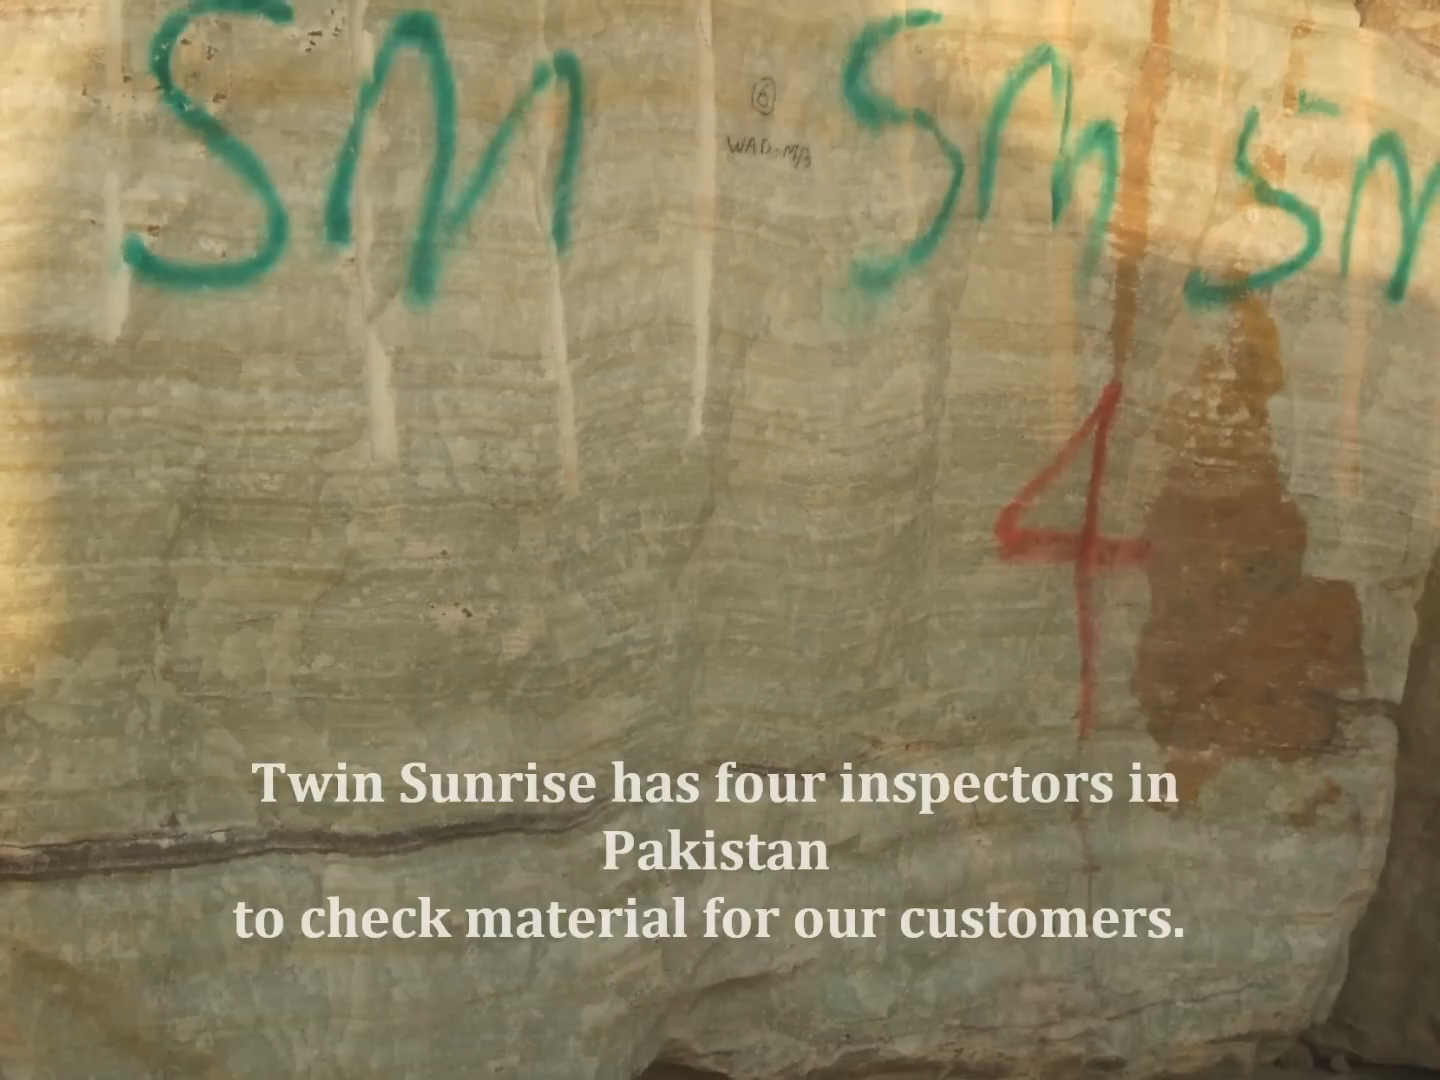 SM SM SM
6
WAD-M/3
4
Twin Sunrise has four inspectors in
Pakistan
to check material for our customers.